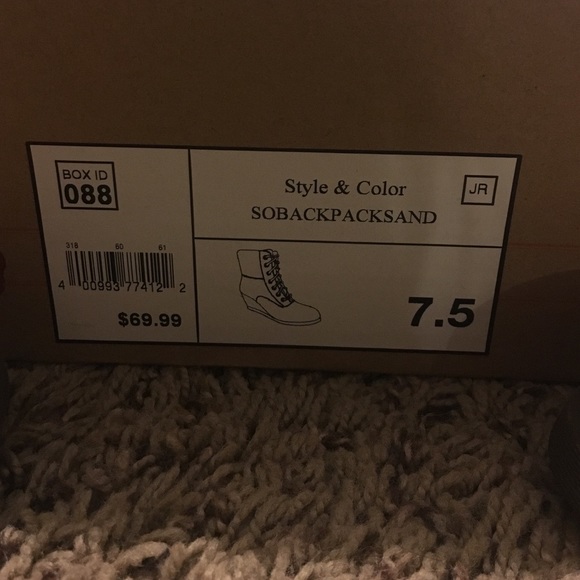 BOX ID
088
318 60 61
4 00993 77412 2
$69.99
Style & Color
JR
SOBACKPACKSAND
7.5